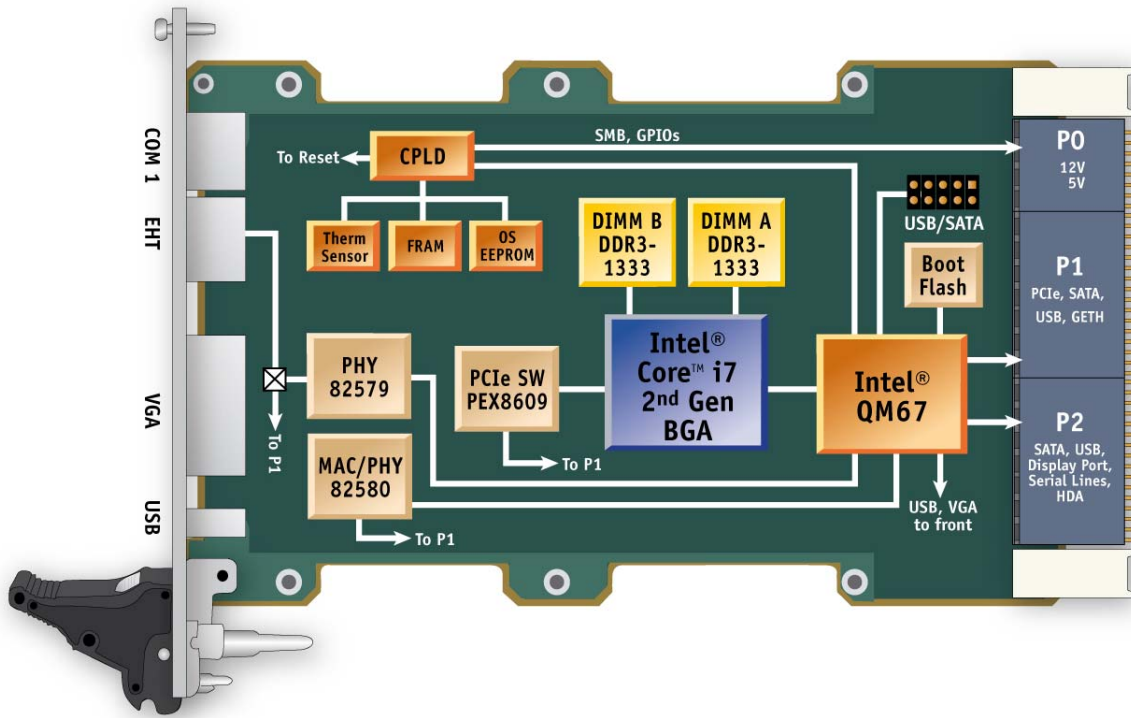 COM 1
EHT
VGA
USB
SMB, GPIOs
To Reset
CPLD
Therm
Sensor
FRAM
OS
EEPROM
DIMM B
DDR3-
1333
DIMM A
DDR3-
1333
USB/SATA
Boot
Flash
P0
12V
5V
P1
PCIe, SATA,
USB, GETH
P2
SATA, USB,
Display Port,
Serial Lines,
HDA
PHY
82579
PCIe SW
PEX8609
Intel®
Core™ i7
2nd Gen
BGA
Intel®
QM67
To P1
MAC/PHY
82580
To P1
To P1
USB, VGA
to front